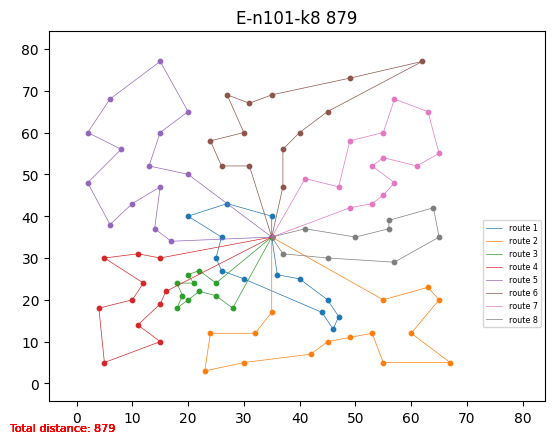 E-n101-k8 879
80
70
60
50
40
30
20
10
0
route 1
route 2
route 3
route 4
route 5
route 6
route 7
route 8
0 10 20 30 40 50 60 70 80
Total distance: 879